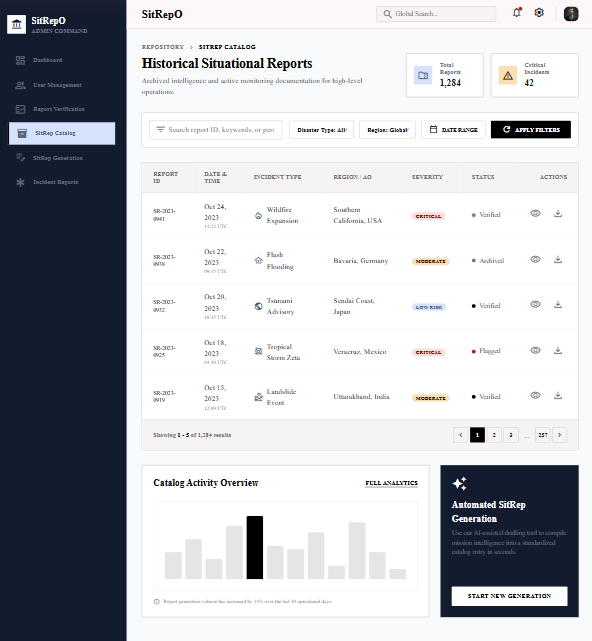 SitRepO
ADMIN COMMAND
Dashboard
User Management
Report Verification
SitRep Catalog
SitRep Generation
Incident Reports
SitRepO
Global Search...
REPOSITORY > SITREP CATALOG
Historical Situational Reports
Archived intelligence and active monitoring documentation for high-level
operations.
Total
Reports
1,284
Critical
Incidents
42
Search report ID, keywords, or pers
Disaster Type: All
Region: Global
DATE RANGE
APPLY FILTERS
REPORT
ID
DATE &
TIME
INCIDENT TYPE
REGION / AO
SEVERITY
STATUS
ACTIONS
SR-2023-
0941
Oct 24,
2023
14:22 UTC
Wildfire
Expansion
Southern
California, USA
CRITICAL
Verified
SR-2023-
0938
Oct 22,
2023
09:15 UTC
Flash
Flooding
Bavaria, Germany
MODERATE
Archived
SR-2023-
0932
Oct 20,
2023
18:45 UTC
Tsunami
Advisory
Sendai Coast,
Japan
LOW RISK
Verified
SR-2023-
0925
Oct 18,
2023
03:30 UTC
Tropical
Storm Zeta
Veracruz, Mexico
CRITICAL
Flagged
SR-2023-
0919
Oct 15,
2023
12:00 UTC
Landslide
Event
Uttarakhand, India
MODERATE
Verified
Showing 1 - 5 of 1,284 results
1 2 3 ... 257
Catalog Activity Overview
FULL ANALYTICS
Report generation volume has increased by 14% over the last 30 operational days.
Automated SitRep
Generation
Use our AI-assisted drafting tool to compile
mission intelligence into a standardized
catalog entry in seconds.
START NEW GENERATION